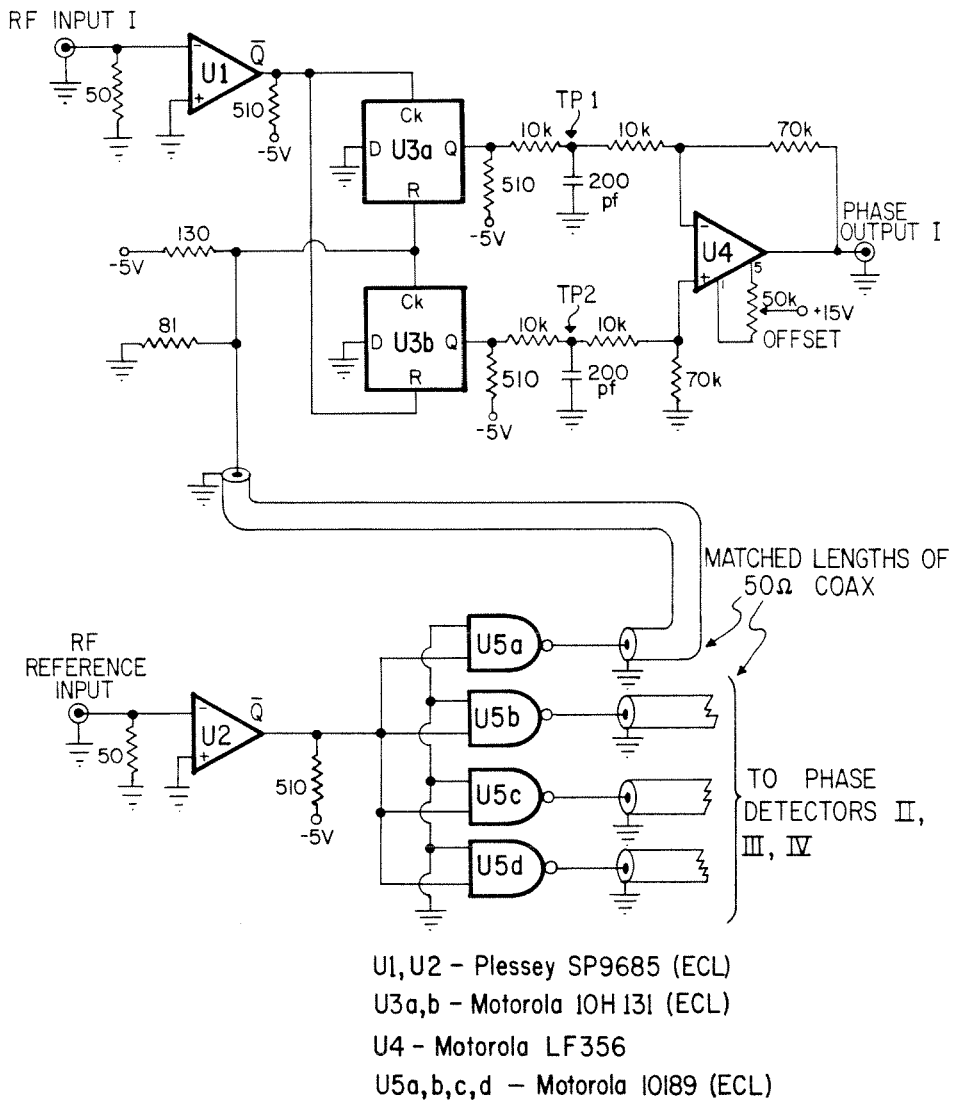 RF INPUT I
50
-
+
U1
Q̅
510
-5V
Ck
D U3a Q
R
510
-5V
10k
TP 1
10k
200
pf
70k
-
+
U4
1
5
50k
+15V
OFFSET
PHASE
OUTPUT I
130
-5V
81
Ck
D U3b Q
R
510
-5V
10k
TP2
10k
200
pf
70k
MATCHED LENGTHS OF
50Ω COAX
RF
REFERENCE
INPUT
50
-
+
U2
Q̅
510
-5V
U5a
U5b
U5c
U5d
TO PHASE
DETECTORS II,
III, IV
U1,U2 – Plessey SP9685 (ECL)
U3a,b – Motorola 10H131 (ECL)
U4 – Motorola LF356
U5a,b,c,d – Motorola 10189 (ECL)